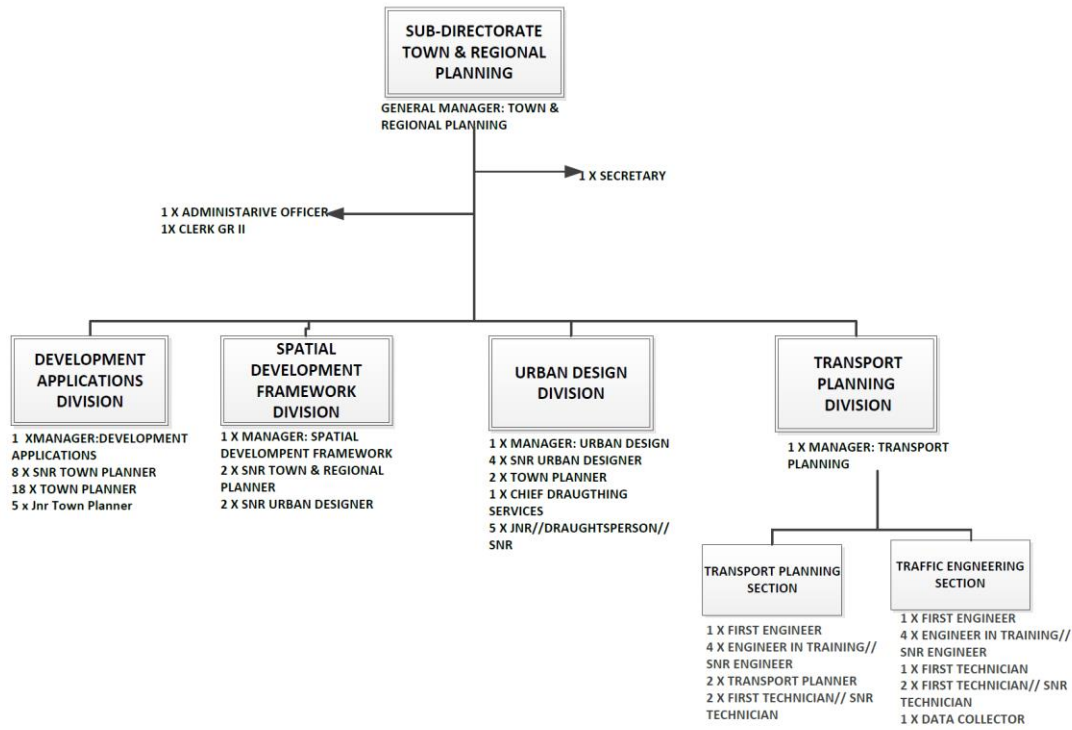 SUB-DIRECTORATE
TOWN & REGIONAL
PLANNING
GENERAL MANAGER: TOWN &
REGIONAL PLANNING
1 X SECRETARY
1 X ADMINISTARIVE OFFICER
1X CLERK GR II
DEVELOPMENT
APPLICATIONS
DIVISION
1 XMANAGER:DEVELOPMENT
APPLICATIONS
8 X SNR TOWN PLANNER
18 X TOWN PLANNER
5 x Jnr Town Planner
SPATIAL
DEVELOPMENT
FRAMEWORK
DIVISION
1 X MANAGER: SPATIAL
DEVELOMPENT FRAMEWORK
2 X SNR TOWN & REGIONAL
PLANNER
2 X SNR URBAN DESIGNER
URBAN DESIGN
DIVISION
1 X MANAGER: URBAN DESIGN
4 X SNR URBAN DESIGNER
2 X TOWN PLANNER
1 X CHIEF DRAUGTHING
SERVICES
5 X JNR//DRAUGHTSPERSON//
SNR
TRANSPORT
PLANNING
DIVISION
1 X MANAGER: TRANSPORT
PLANNING
TRANSPORT PLANNING
SECTION
1 X FIRST ENGINEER
4 X ENGINEER IN TRAINING//
SNR ENGINEER
2 X TRANSPORT PLANNER
2 X FIRST TECHNICIAN// SNR
TECHNICIAN
TRAFFIC ENGNEERING
SECTION
1 X FIRST ENGINEER
4 X ENGINEER IN TRAINING//
SNR ENGINEER
1 X FIRST TECHNICIAN
2 X FIRST TECHNICIAN// SNR
TECHNICIAN
1 X DATA COLLECTOR